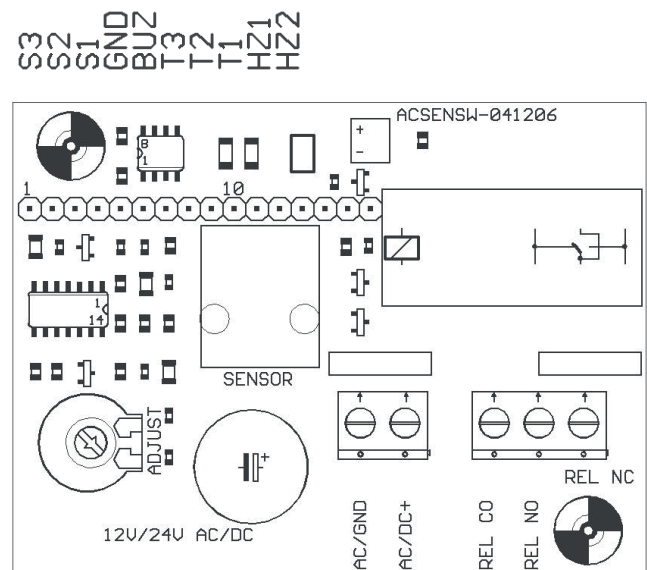 S3
S2
S1
GND
BUZ
T3
T2
T1
HZ1
HZ2
ACSENSW-041206
+
-
8
1
1
10
1
14
SENSOR
ADJUST
+
REL NC
12V/24V AC/DC
AC/GND
AC/DC+
REL CO
REL NO